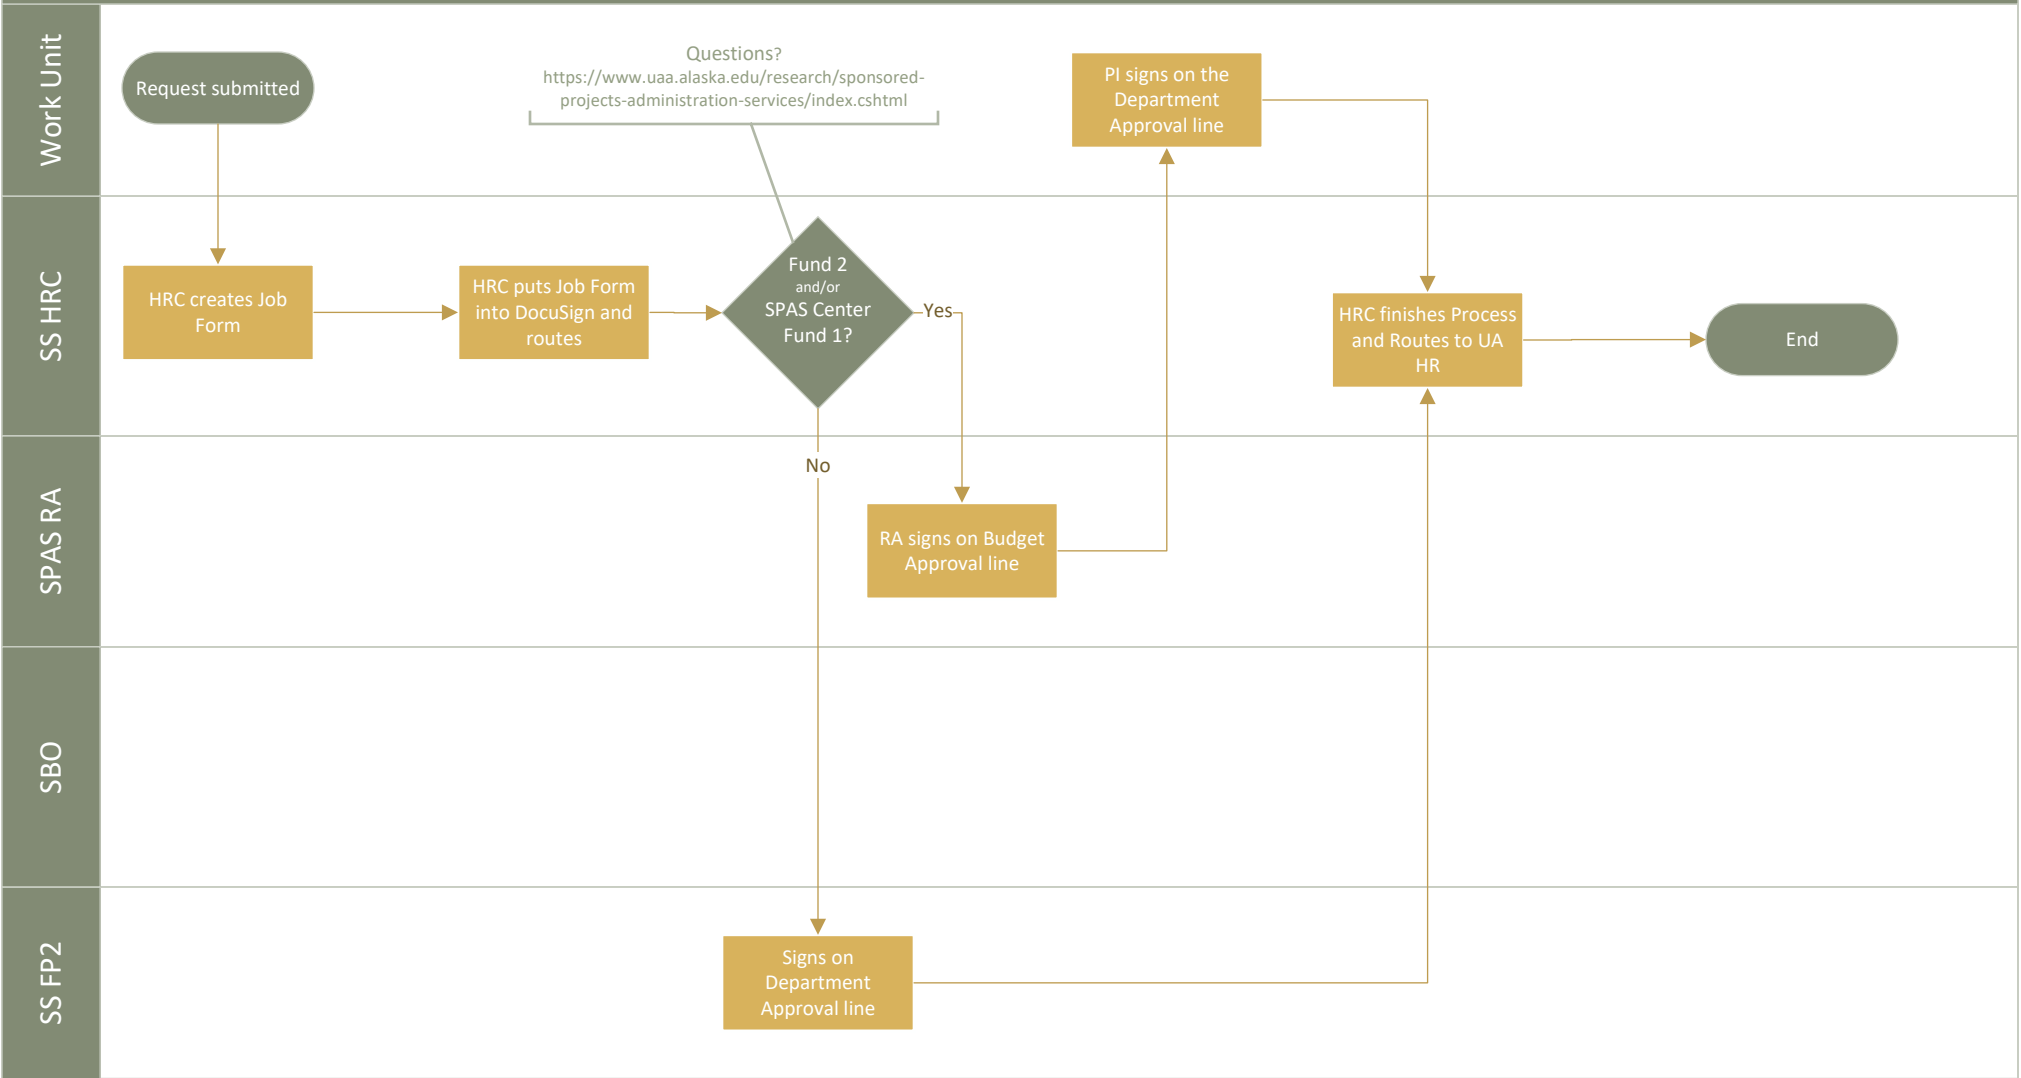 Work Unit
Request submitted
Questions?
https://www.uaa.alaska.edu/research/sponsored-
projects-administration-services/index.cshtml
PI signs on the
Department
Approval line
SS HRC
HRC creates Job
Form
HRC puts Job Form
into DocuSign and
routes
Fund 2
and/or
SPAS Center
Fund 1?
Yes
HRC finishes Process
and Routes to UA
HR
End
SPAS RA
No
RA signs on Budget
Approval line
SBO
SS FP2
Signs on
Department
Approval line